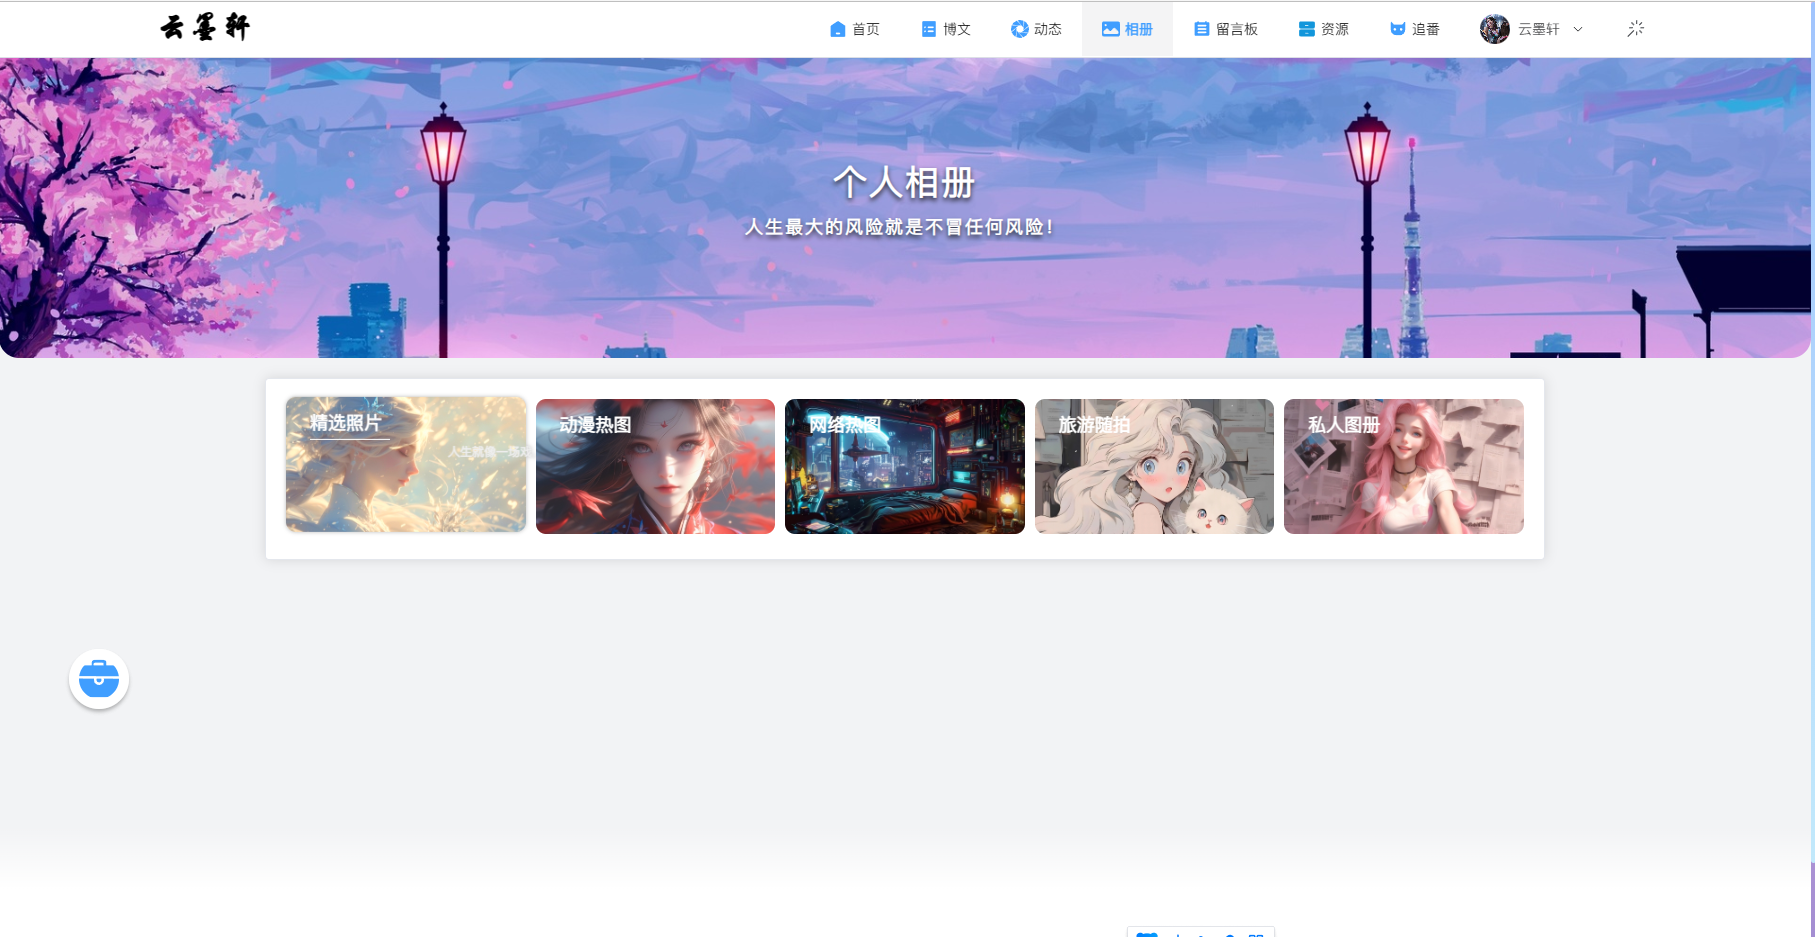 云墨轩
首页
博文
动态
相册
留言板
资源
追番
云墨轩
个人相册
人生最大的风险就是不冒任何风险！
精选照片
人生就像一场
动漫热图
网络热图
旅游随拍
私人图册